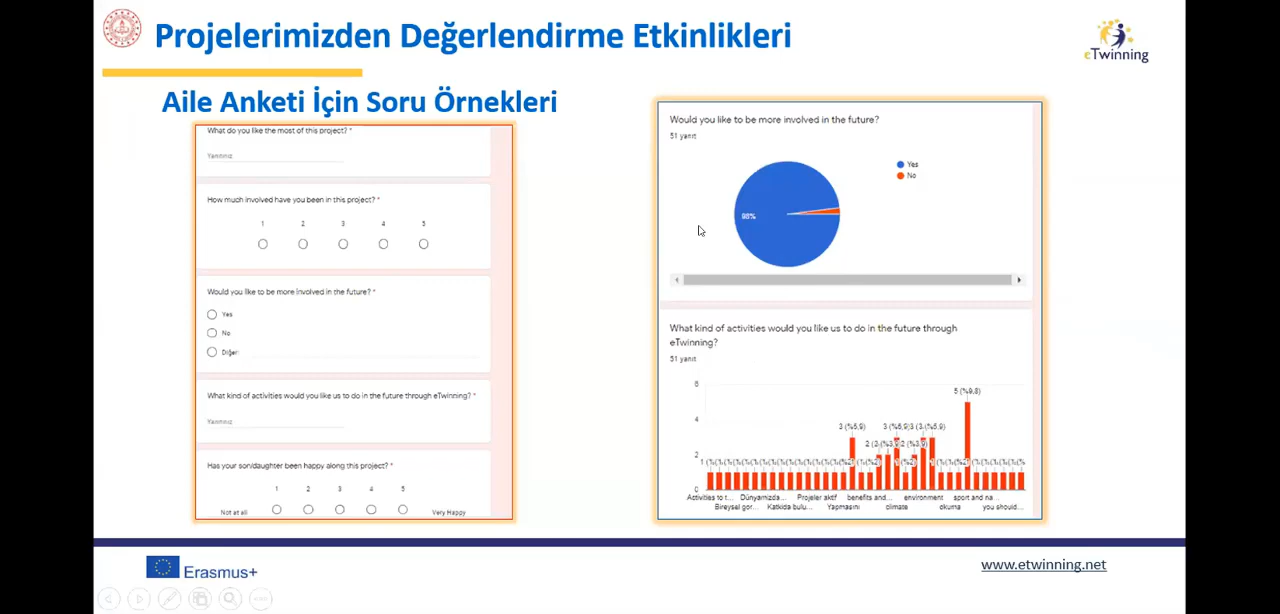 Projelerimizden Değerlendirme Etkinlikleri
eTwinning
Aile Anketi İçin Soru Örnekleri
What do you like the most of this project? *
Yanıtınız
How much involved have you been in this project? *
1 2 3 4 5
Would you like to be more involved in the future? *
Yes
No
Diğer:
What kind of activities would you like us to do in the future through eTwinning? *
Yanıtınız
Has your son/daughter been happy along this project? *
1 2 3 4 5
Not at all Very Happy
Would you like to be more involved in the future?
51 yanıt
Yes
No
98%
What kind of activities would you like us to do in the future through
eTwinning?
51 yanıt
6
4
2
0
5 (%9,8)
3 (%5,9)
Activities to t... Dünyamızda... Projeler aktif benefits and... environment sport and na...
Bireysel gör... Katkıda bulu... Yapmasını climate okuma you should...
Erasmus+
www.etwinning.net